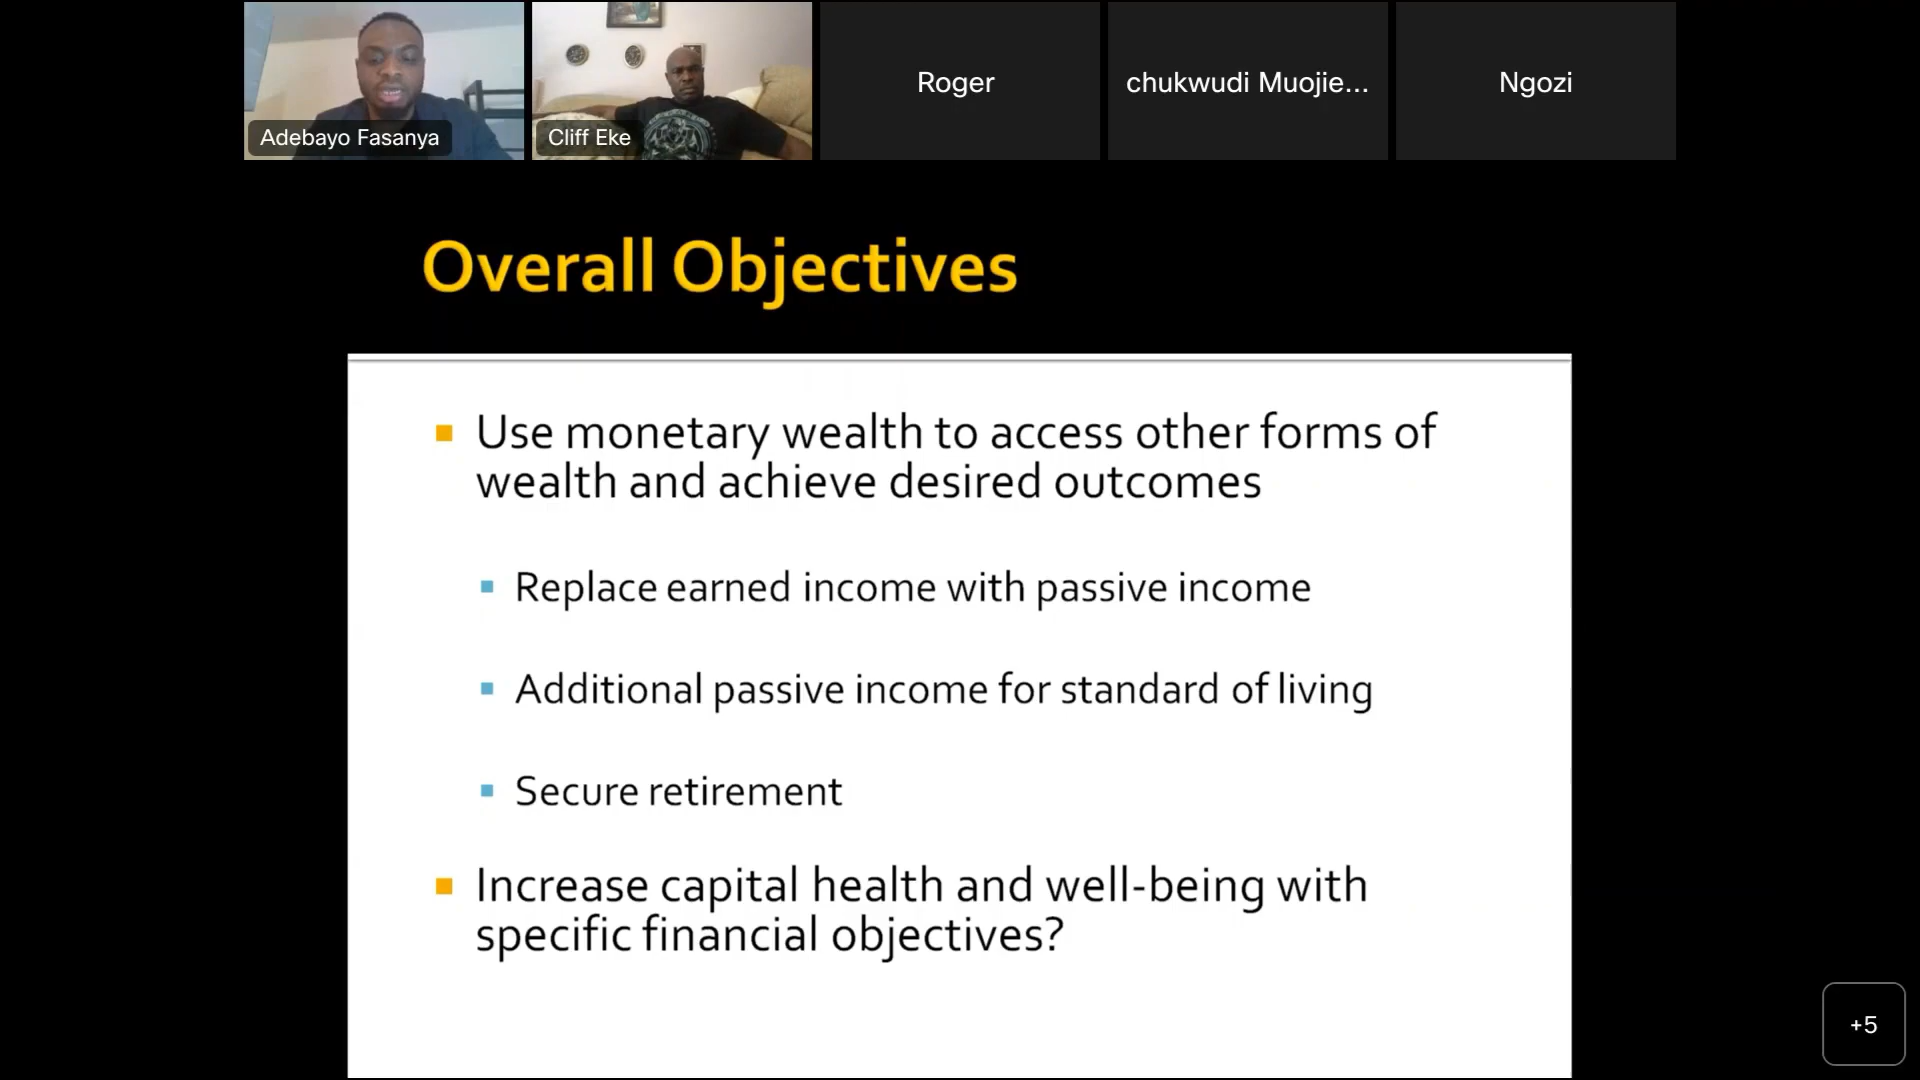 Adebayo Fasanya
Cliff Eke
Roger
chukwudi Muojie...
Ngozi
Overall Objectives
Use monetary wealth to access other forms of
wealth and achieve desired outcomes
Replace earned income with passive income
Additional passive income for standard of living
Secure retirement
Increase capital health and well-being with
specific financial objectives?
+5